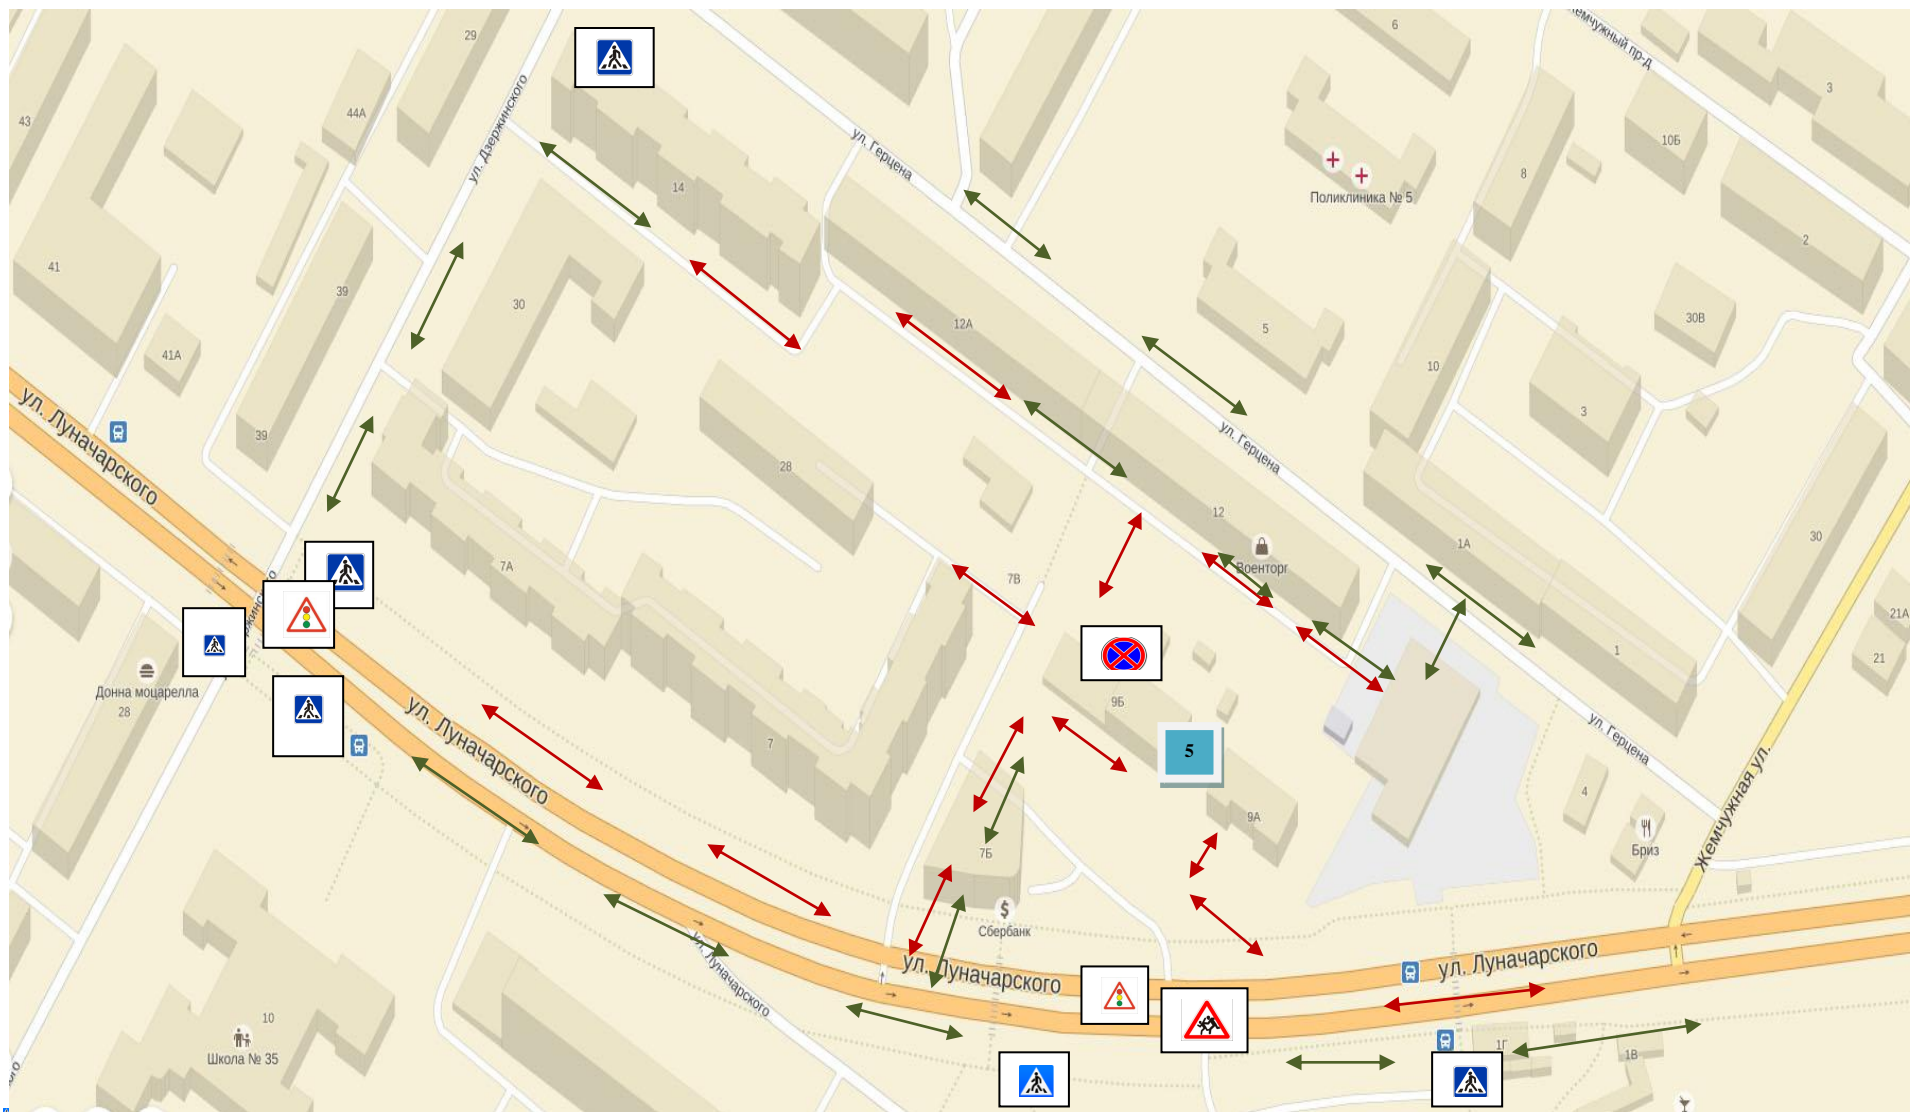 6
29
Жемчужный пр-д
3
44А
43
ул. Дзержинского
ул. Герцена
10Б
14
8
Поликлиника № 5
2
41
39
30
12А
5
30В
41А
10
3
ул. Луначарского
39
28
ул. Герцена
12
30
1А
Военторг
7А
7В
21А
1
21
Донна моцарелла
28
9Б
ул. Луначарского
5
7
ул. Герцена
4
Жемчужная ул.
9А
Бриз
7Б
$
Сбербанк
ул. Луначарского
ул. Луначарского
ул. Луначарского
10
Школа № 35
1Г
1В